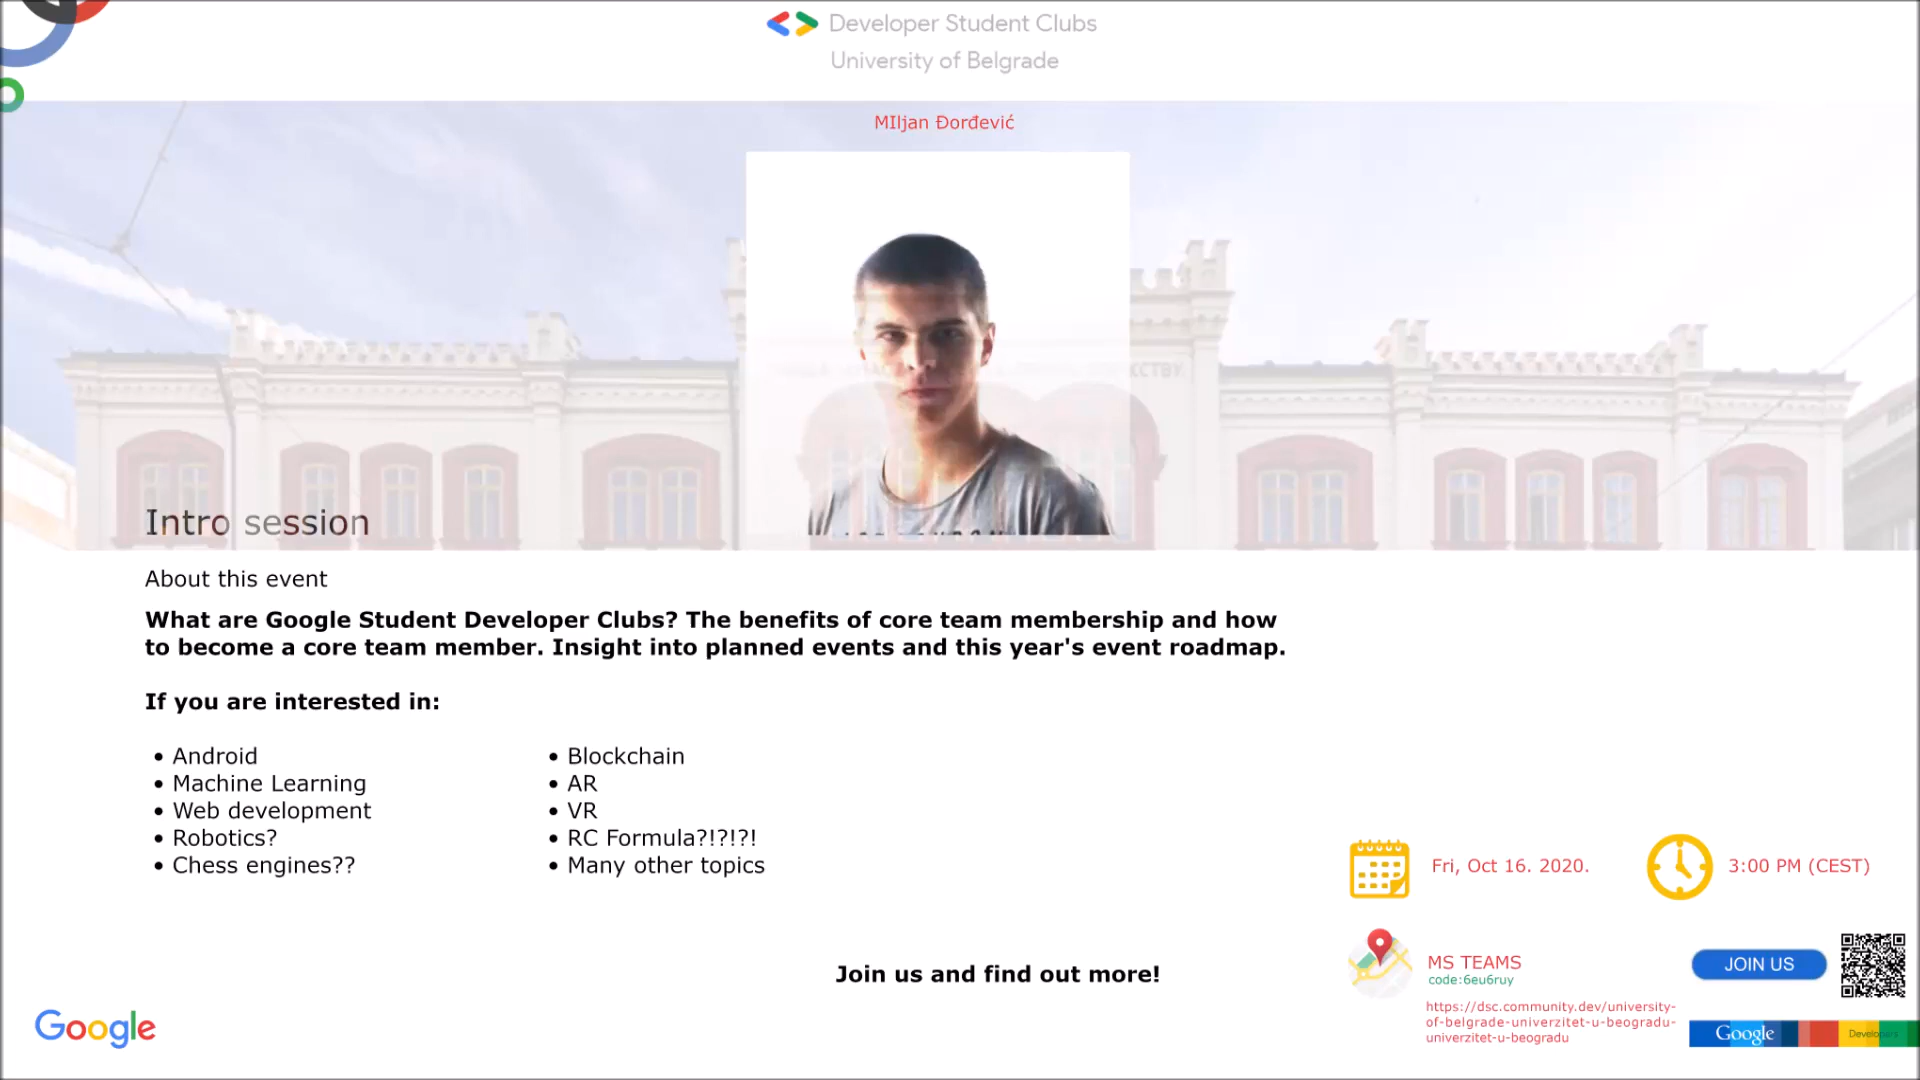 Developer Student Clubs
University of Belgrade
MIljan Đorđević
Intro session
About this event
What are Google Student Developer Clubs? The benefits of core team membership and how
to become a core team member. Insight into planned events and this year's event roadmap.
If you are interested in:
• Android
• Machine Learning
• Web development
• Robotics?
• Chess engines??
• Blockchain
• AR
• VR
• RC Formula?!?!?!
• Many other topics
Fri, Oct 16. 2020.
3:00 PM (CEST)
Join us and find out more!
MS TEAMS
code:6eu6ruy
JOIN US
https://dsc.community.dev/university-
of-belgrade-univerzitet-u-beogradu-
univerzitet-u-beogradu
Google
Google
Developers